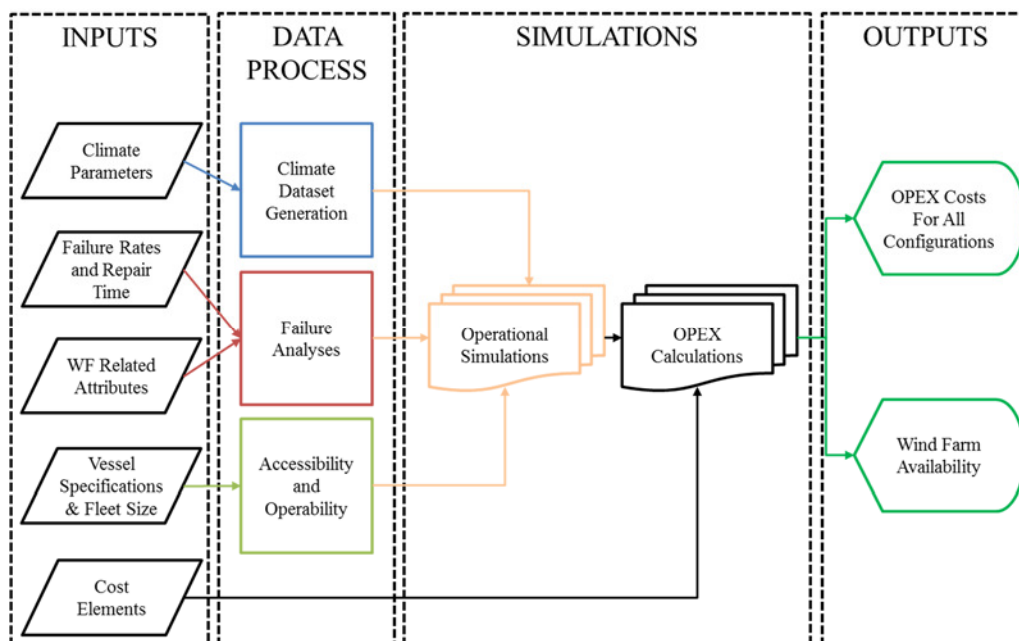 INPUTS
DATA
PROCESS
SIMULATIONS
OUTPUTS
Climate
Parameters
Failure Rates
and Repair
Time
WF Related
Attributes
Vessel
Specifications
& Fleet Size
Cost
Elements
Climate
Dataset
Generation
Failure
Analyses
Accessibility
and
Operability
Operational
Simulations
OPEX
Calculations
OPEX Costs
For All
Configurations
Wind Farm
Availability